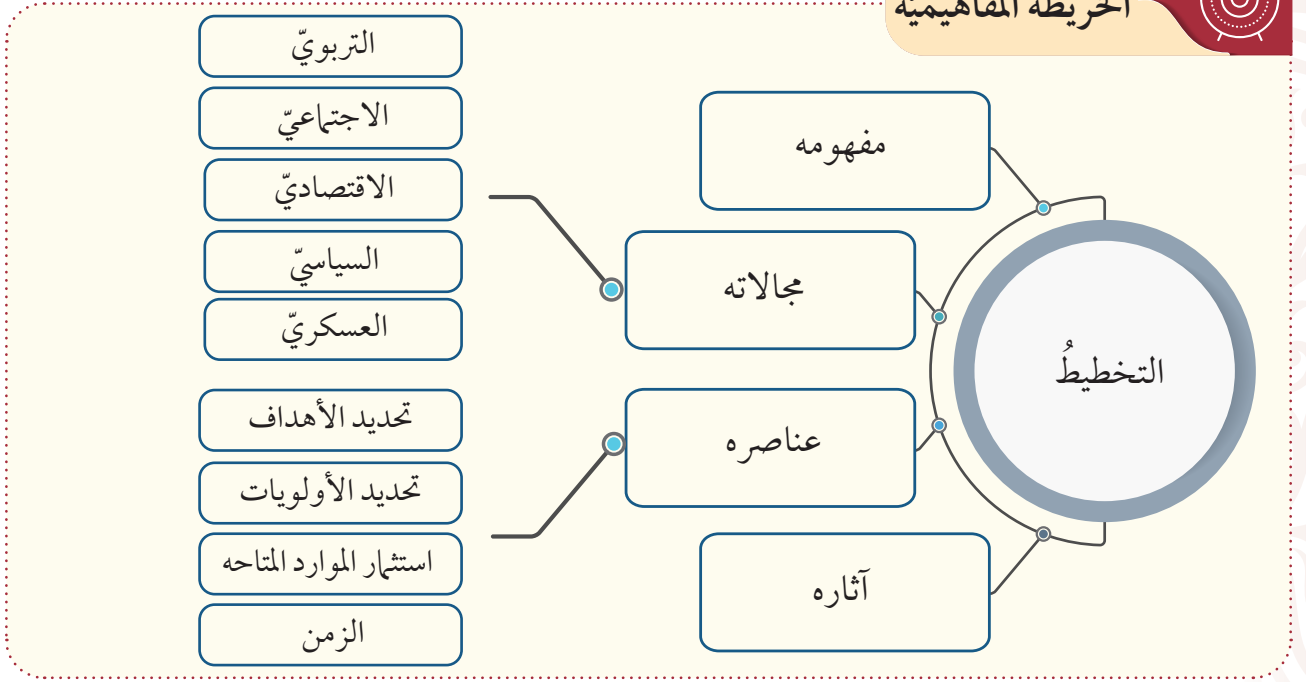 الخريطة المفاهيميّة
التخطيطُ
مفهومه
مجالاته
التربويّ
الاجتماعيّ
الاقتصاديّ
السياسيّ
العسكريّ
عناصره
تحديد الأهداف
تحديد الأولويات
استثمار الموارد المتاحه
الزمن
آثاره